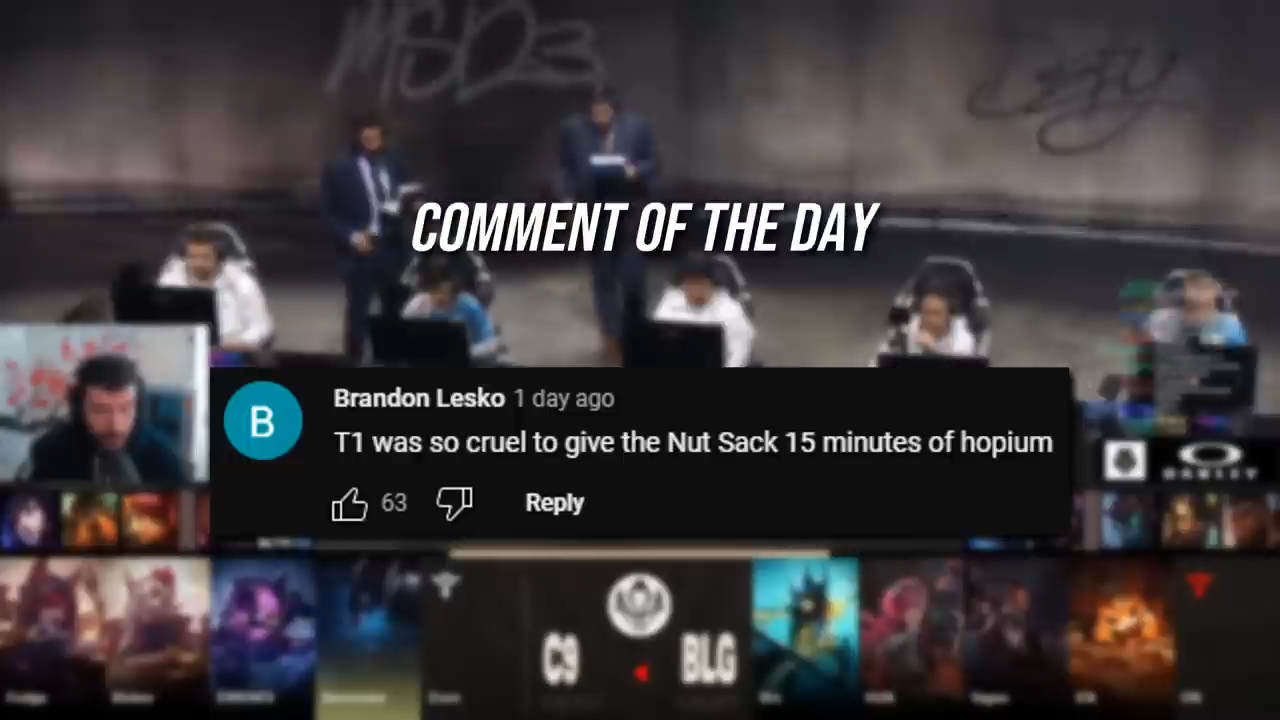 COMMENT OF THE DAY
Brandon Lesko 1 day ago
T1 was so cruel to give the Nut Sack 15 minutes of hopium
63
Reply
OAKLEY
C9
BLG